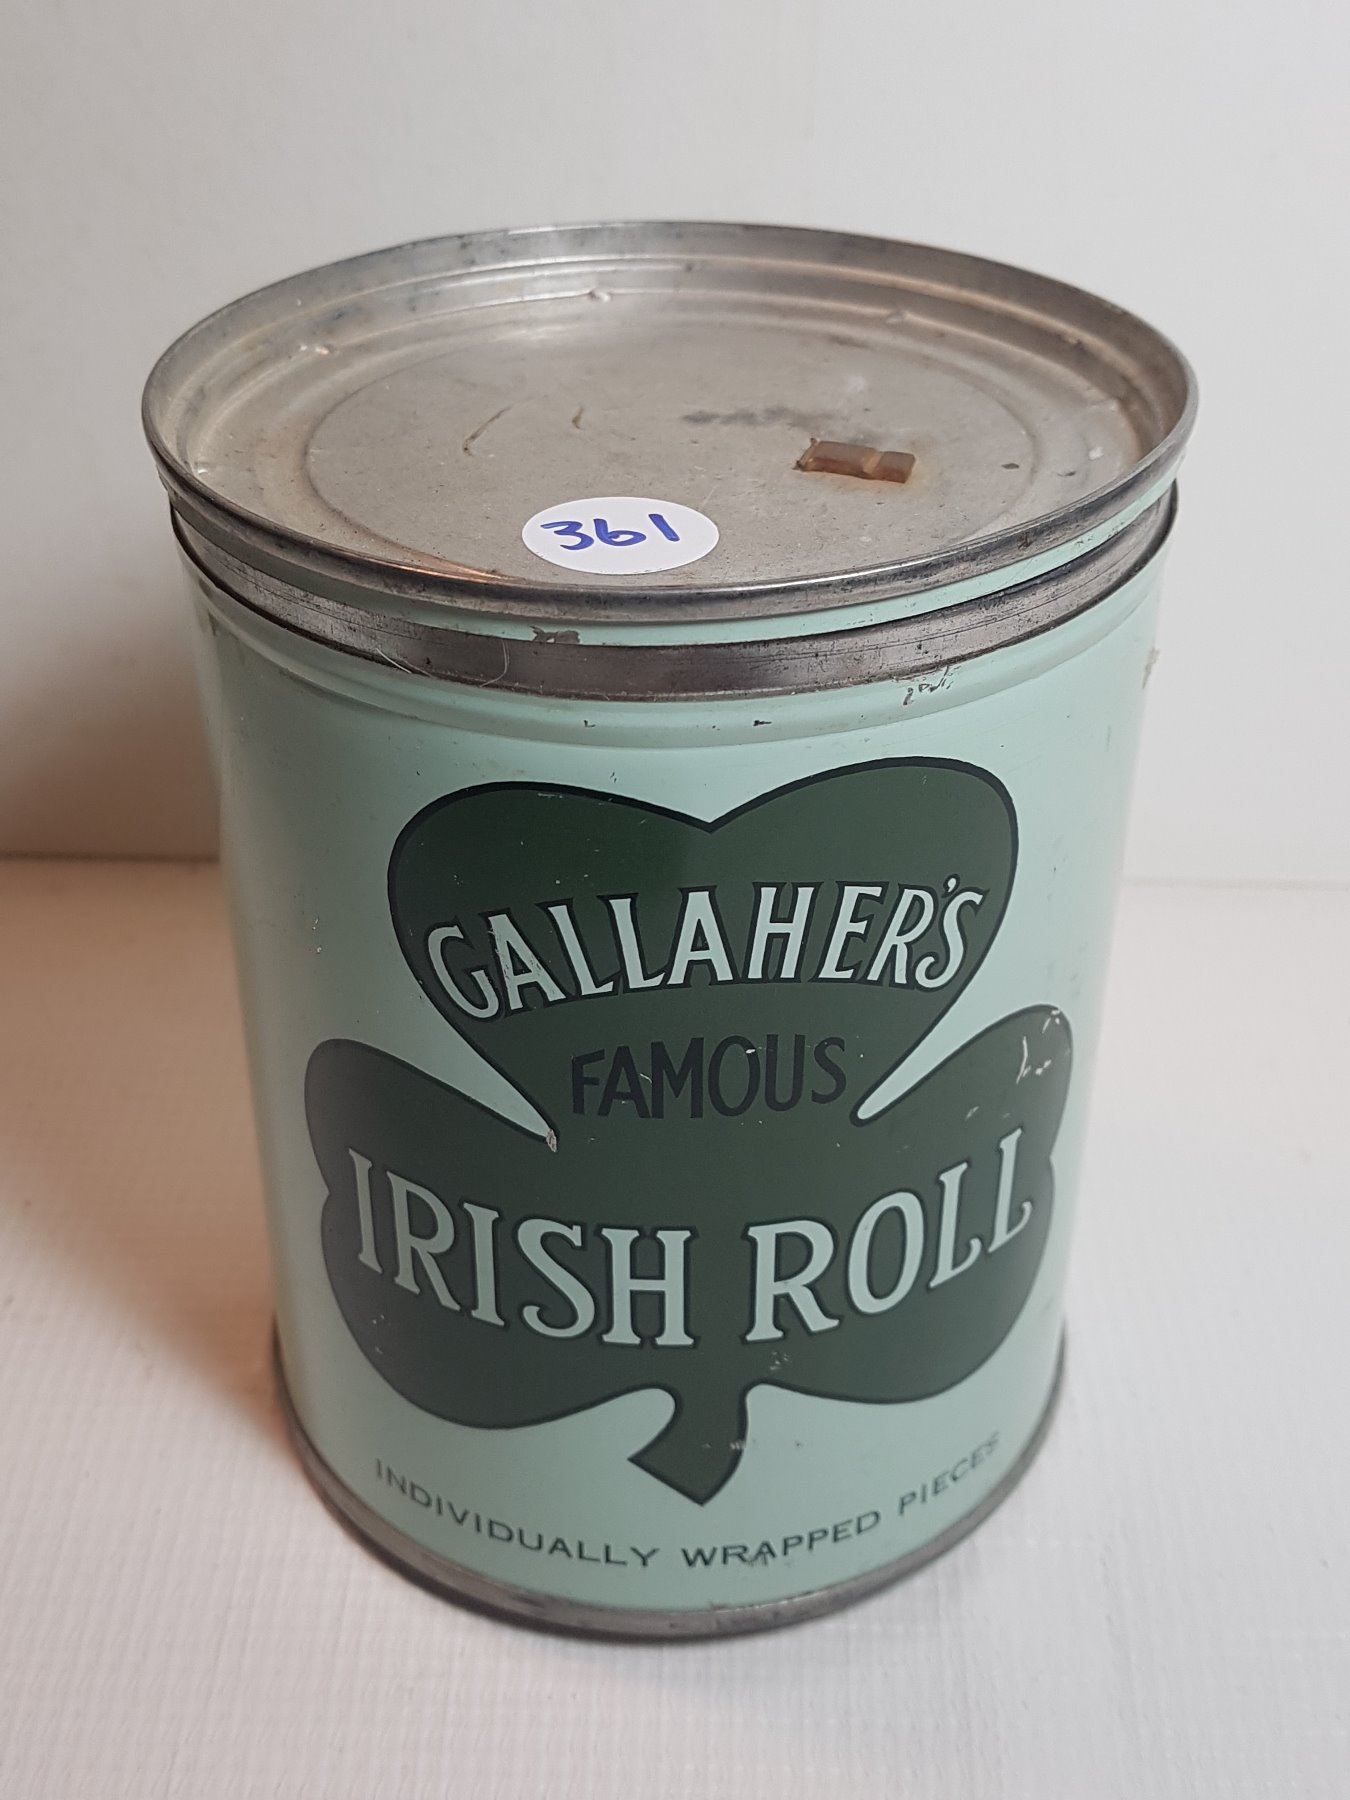 361
GALLAHER'S
FAMOUS
IRISH ROLL
INDIVIDUALLY WRAPPED PIECES